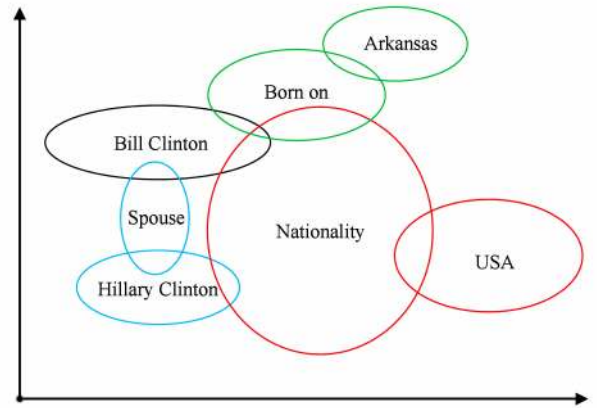 Arkansas
Born on
Bill Clinton
Spouse
Nationality
USA
Hillary Clinton